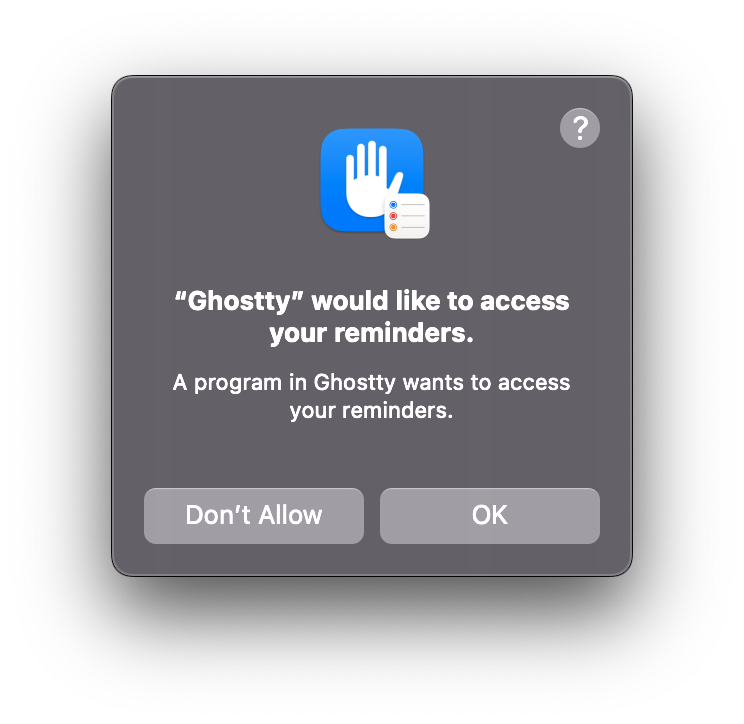 ?
“Ghostty” would like to access
your reminders.
A program in Ghostty wants to access
your reminders.
Don’t Allow
OK